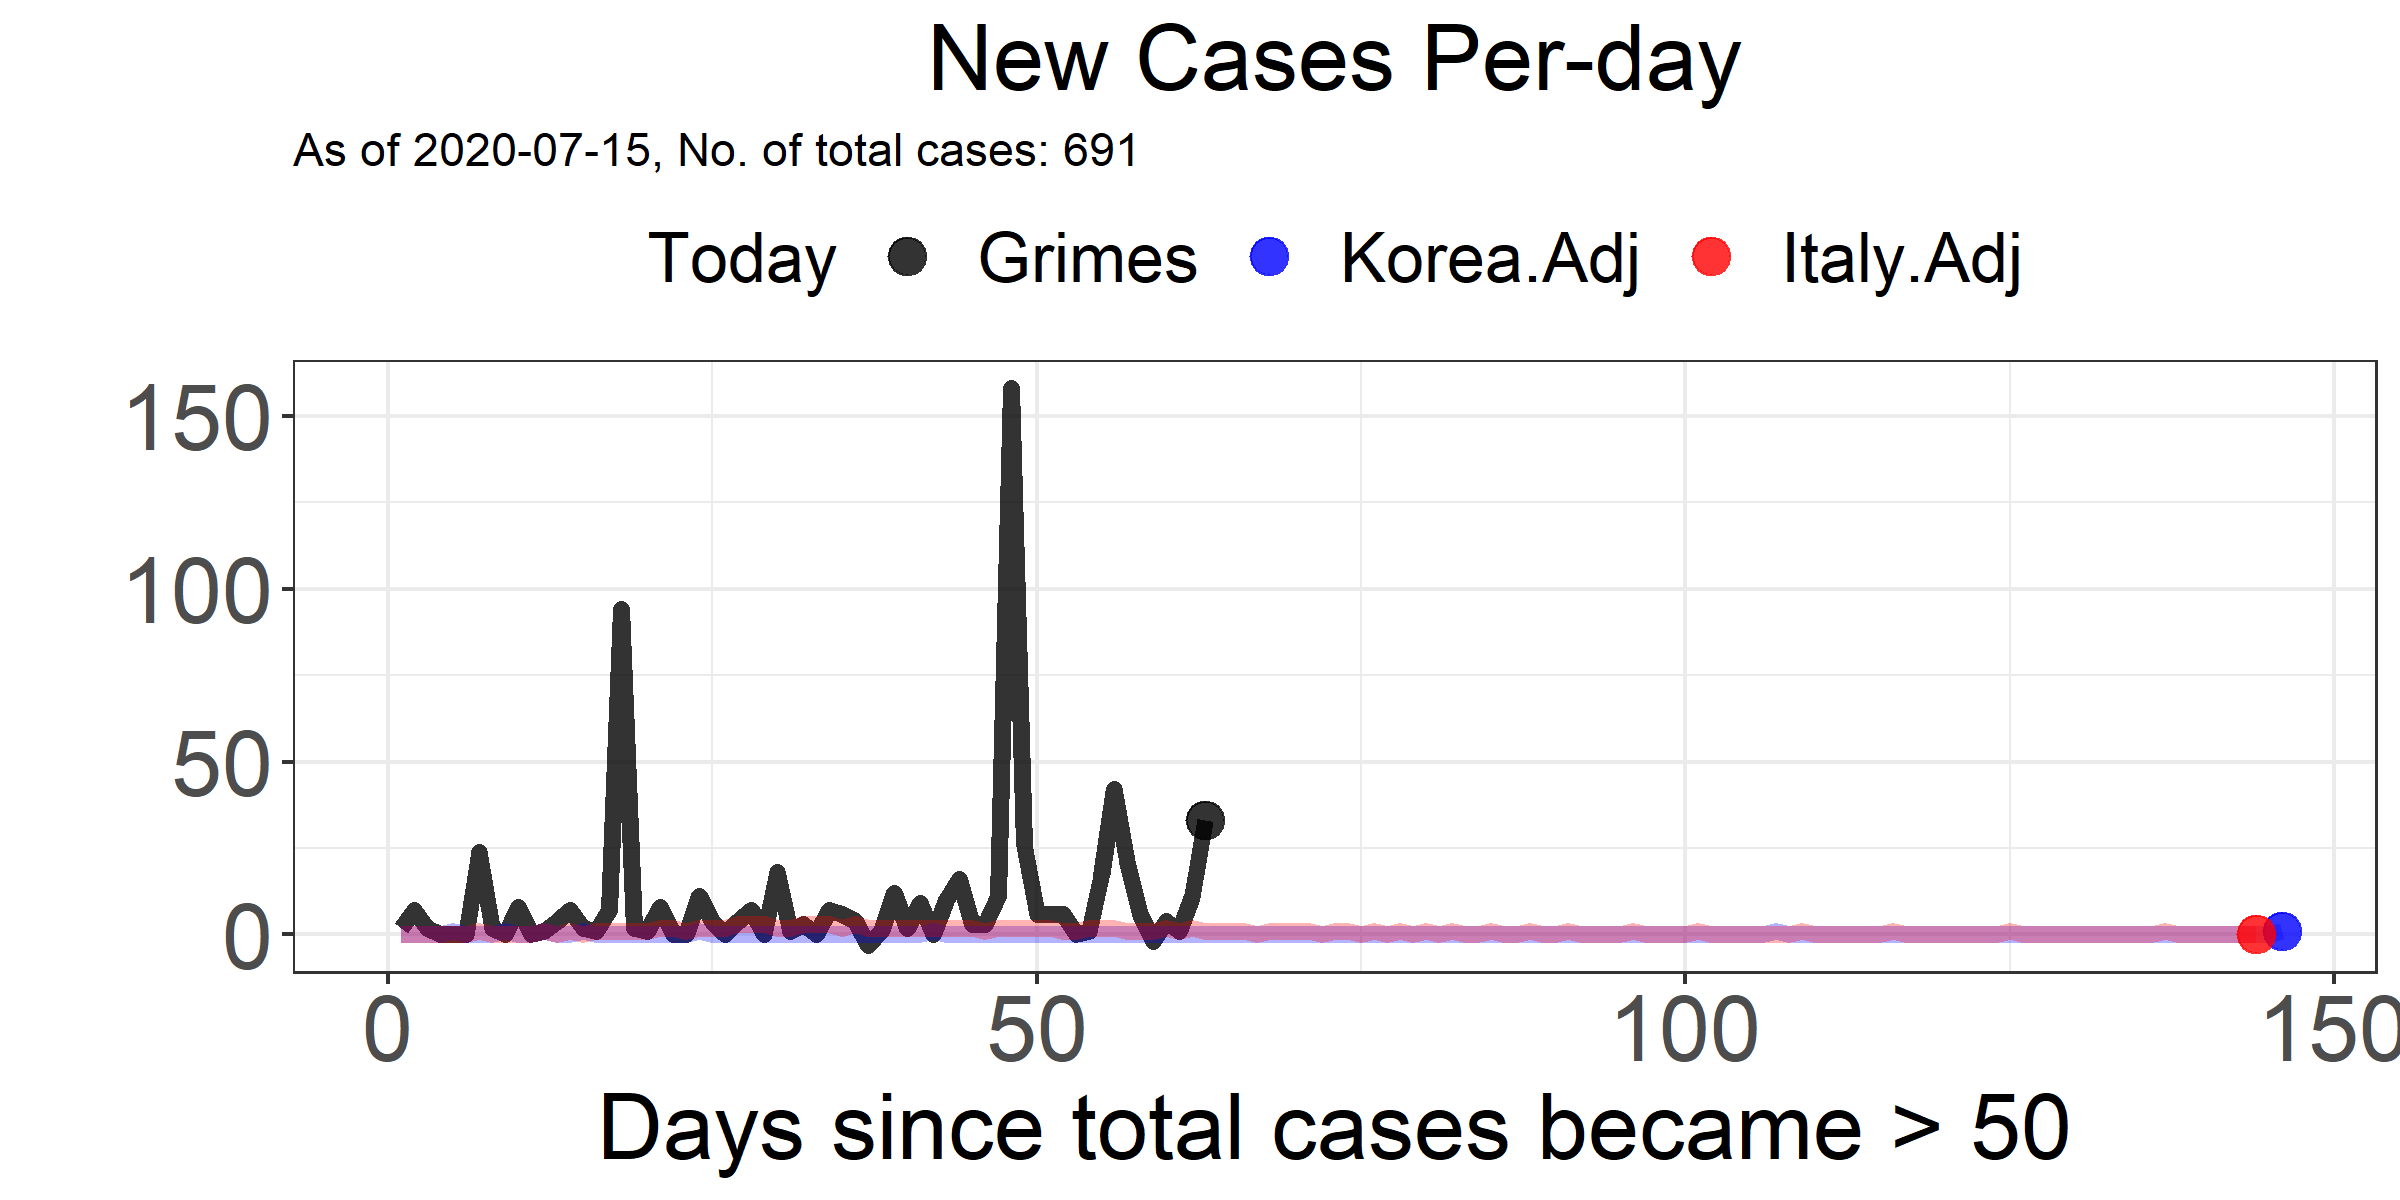 New Cases Per-day
As of 2020-07-15, No. of total cases: 691
Today Grimes Korea.Adj Italy.Adj
150
100
50
0
0 50 100 150
Days since total cases became > 50